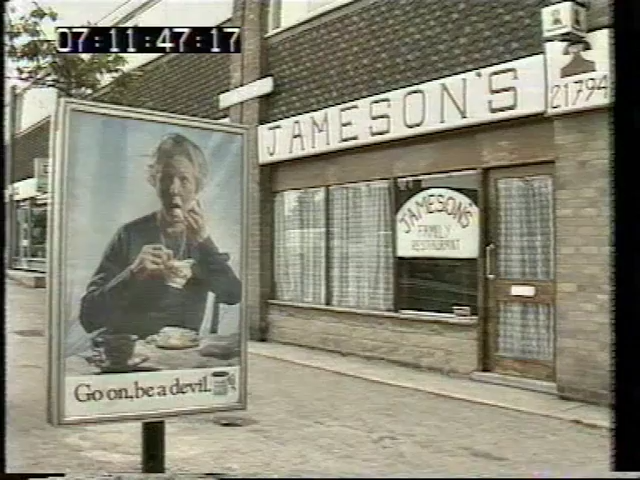 07:11:47:17
JAMESON'S
21794
JAMESON'S
FAMILY
RESTAURANT
Go on, be a devil.